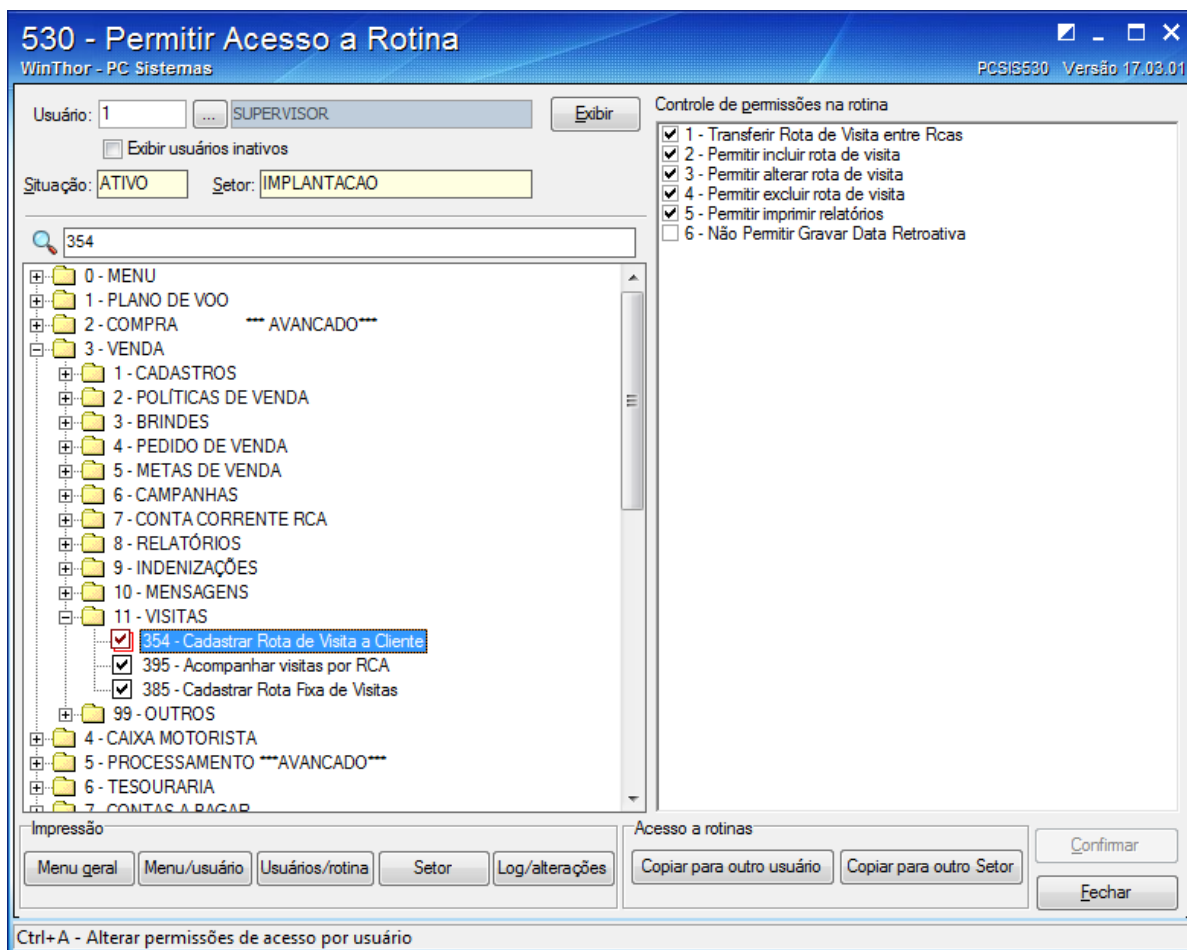 530 - Permitir Acesso a Rotina
WinThor - PC Sistemas
PCSIS530 Versão 17.03.01
Usuário: 1 ... SUPERVISOR Exibir
Exibir usuários inativos
Situação: ATIVO Setor: IMPLANTACAO
354
0 - MENU
1 - PLANO DE VOO
2 - COMPRA *** AVANCADO***
3 - VENDA
1 - CADASTROS
2 - POLÍTICAS DE VENDA
3 - BRINDES
4 - PEDIDO DE VENDA
5 - METAS DE VENDA
6 - CAMPANHAS
7 - CONTA CORRENTE RCA
8 - RELATÓRIOS
9 - INDENIZAÇÕES
10 - MENSAGENS
11 - VISITAS
354 - Cadastrar Rota de Visita a Cliente
395 - Acompanhar visitas por RCA
385 - Cadastrar Rota Fixa de Visitas
99 - OUTROS
4 - CAIXA MOTORISTA
5 - PROCESSAMENTO ***AVANCADO***
6 - TESOURARIA
7 - CONTAS A PAGAR
Controle de permissões na rotina
1 - Transferir Rota de Visita entre Rcas
2 - Permitir incluir rota de visita
3 - Permitir alterar rota de visita
4 - Permitir excluir rota de visita
5 - Permitir imprimir relatórios
6 - Não Permitir Gravar Data Retroativa
Impressão
Menu geral Menu/usuário Usuários/rotina Setor Log/alterações
Acesso a rotinas
Copiar para outro usuário Copiar para outro Setor
Confirmar
Fechar
Ctrl+A - Alterar permissões de acesso por usuário